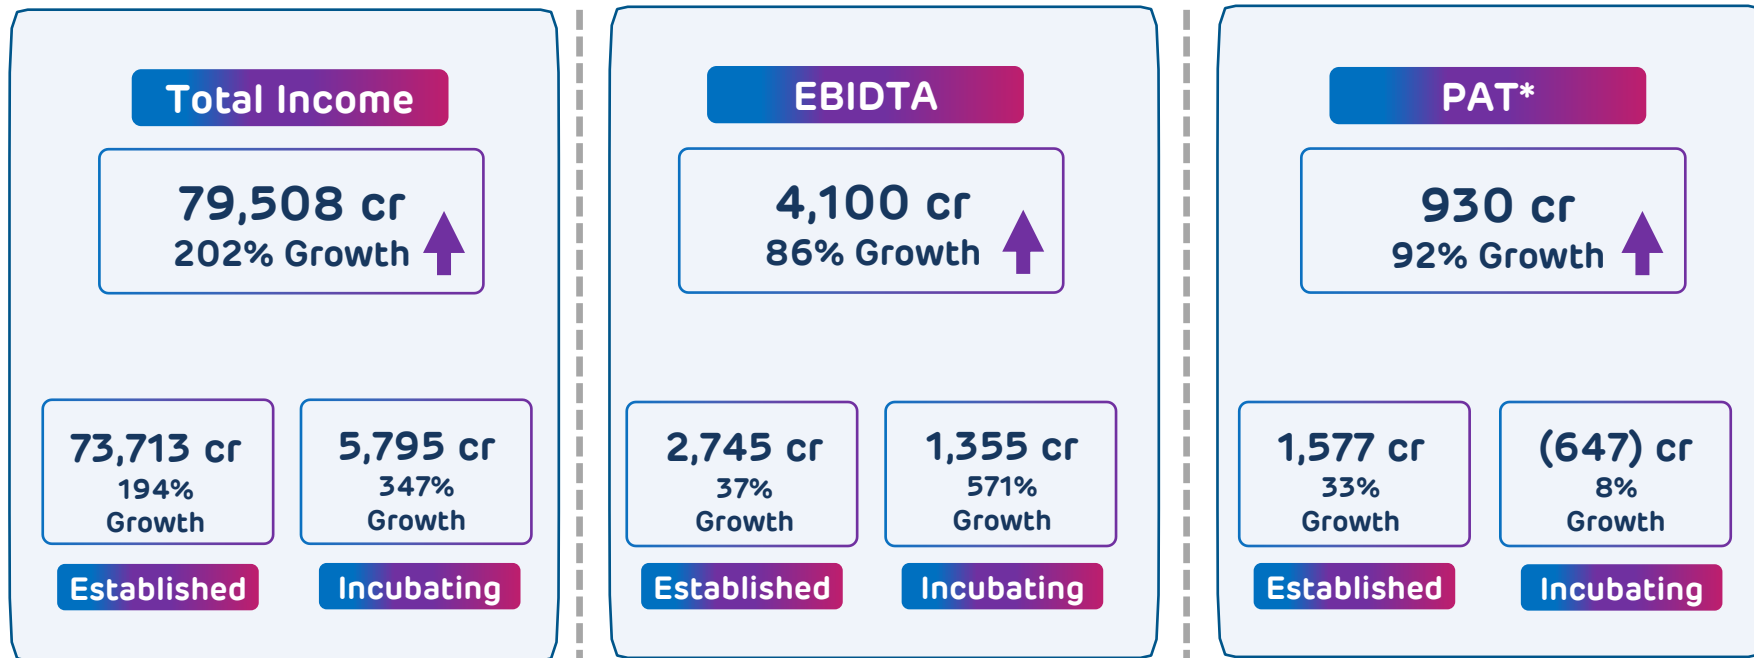 Total Income
79,508 cr
202% Growth
73,713 cr
194%
Growth
Established
5,795 cr
347%
Growth
Incubating
EBIDTA
4,100 cr
86% Growth
2,745 cr
37%
Growth
Established
1,355 cr
571%
Growth
Incubating
PAT*
930 cr
92% Growth
1,577 cr
33%
Growth
Established
(647) cr
8%
Growth
Incubating